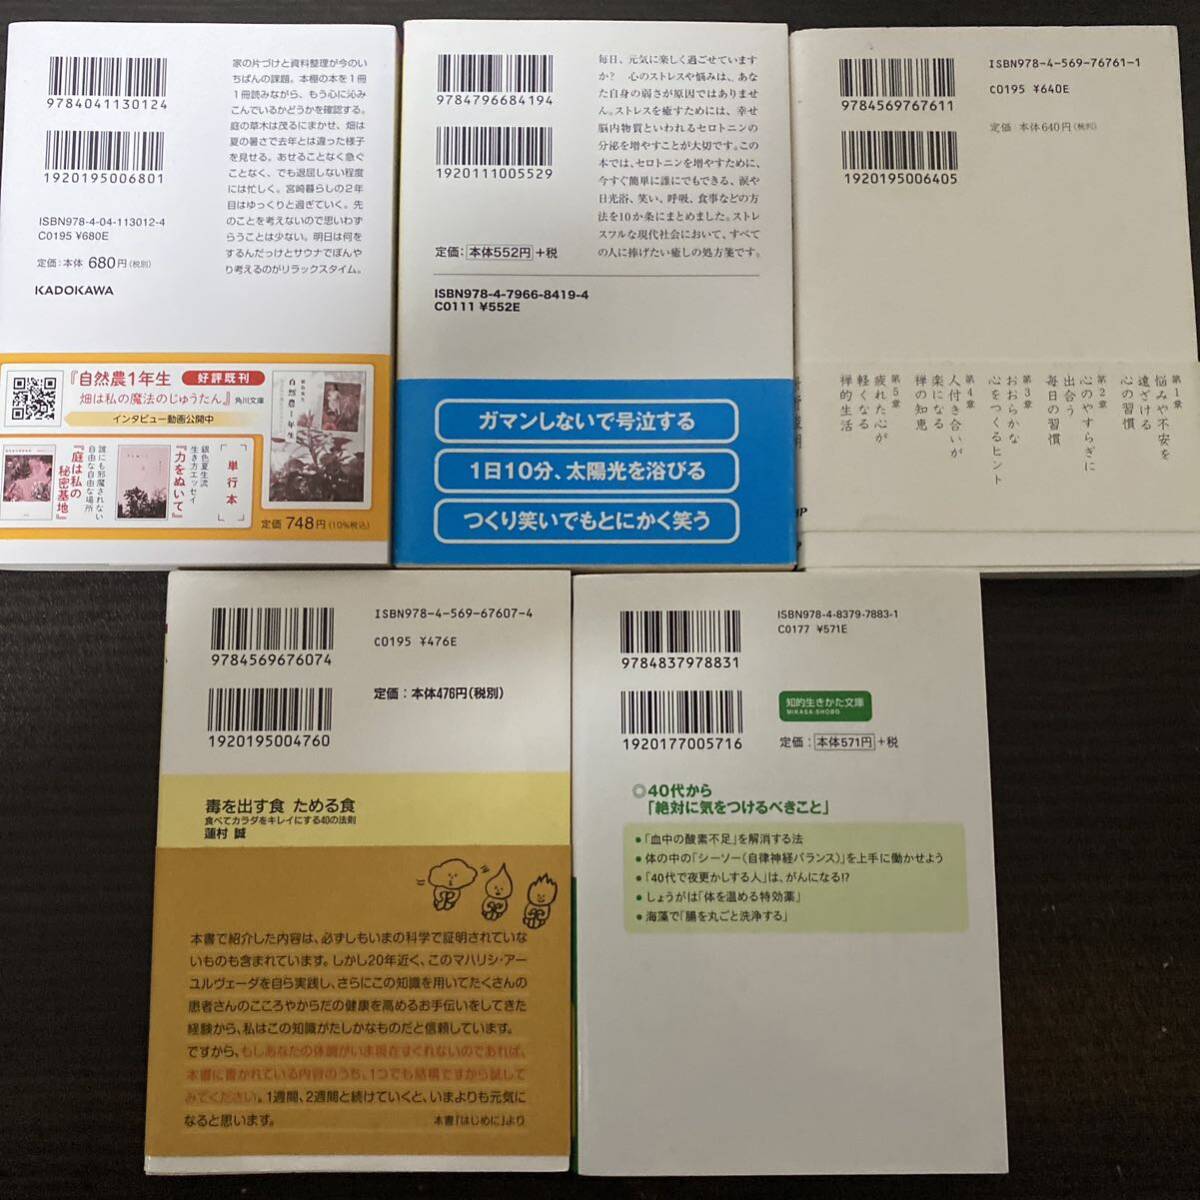 9784041130124
1920195006801
ISBN978-4-04-113012-4
C0195 ¥680E
定価：本体 680円(税別)
KADOKAWA
家の片づけと資料整理が今のい
ちばんの課題。本棚の本を1冊
1冊読みながら、もう心に沁み
こんでいるかどうかを確認する。
庭の草木は茂るにまかせ、畑は
夏の暑さで去年とは違った様子
を見せる。あせることなく急ぐ
ことなく、でも退屈しない程度
には忙しく。宮崎暮らしの2年
目はゆっくりと過ぎていく。先
のことを考えないので思いわず
らうことは少ない。明日は何を
するんだっけとサウナでぼんや
り考えるのがリラックスタイム。
『自然農1年生 好評既刊
畑は私の魔法のじゅうたん』角川文庫
インタビュー動画公開中
自然農1年生
単行本
銀色夏生流
生き方エッセイ
『力をぬいて』
誰にも邪魔されない
自由な自由な場所
『庭は私の
秘密基地』
定価 748円(10%税込)
9784796684194
1920111005529
定価：本体552円+税
ISBN978-4-7966-8419-4
C0111 ¥552E
毎日、元気に楽しく過ごせています
か？ 心のストレスや悩みは、あな
た自身の弱さが原因ではありませ
ん。ストレスを癒すためには、幸せ
脳内物質といわれるセロトニンの
分泌を増やすことが大切です。この
本では、セロトニンを増やすために、
今すぐ簡単に誰にでもできる、涙や
日光浴、笑い、呼吸、食事などの方
法を10か条にまとめました。ストレ
スフルな現代社会において、すべて
の人に捧げたい癒しの処方箋です。
ガマンしないで号泣する
1日10分、太陽光を浴びる
つくり笑いでもとにかく笑う
9784569767611
1920195006405
ISBN978-4-569-76761-1
C0195 ¥640E
定価：本体640円(税別)
第1章
悩みや不安を
遠ざける
心の習慣
第2章
心のやすらぎに
出会う
毎日の習慣
第3章
おおらかな
心をつくるヒント
第4章
人付き合いが
楽になる
禅の知恵
第5章
疲れた心が
軽くなる
禅的生活
9784569676074
1920195004760
ISBN978-4-569-67607-4
C0195 ¥476E
定価：本体476円(税別)
毒を出す食 ためる食
食べてカラダをキレイにする40の法則
蓮村 誠
本書で紹介した内容は、必ずしもいまの科学で証明されていな
いものも含まれています。しかし20年近く、このマハリシ・アー
ユルヴェーダを自ら実践し、さらにこの知識を用いてたくさんの
患者さんのこころやからだの健康を高めるお手伝いをしてきた
経験から、私はこの知識がたしかなものだと信頼しています。
ですから、もしあなたの体調がいま現在すぐれないのであれば、
本書に書かれている内容のうち、1つでも結構ですから試して
みてください。1週間、2週間と続けていくと、いまよりも元気に
なると思います。
本書「はじめに」より
9784837978831
1920177005716
ISBN978-4-8379-7883-1
C0177 ¥571E
知的生きかた文庫
MIKASA-SHOBO
定価：本体571円+税
◎40代から
「絶対に気をつけるべきこと」
●「血中の酸素不足」を解消する法
●体の中の「シーソー(自律神経バランス)」を上手に働かせよう
●「40代で夜更かしする人」は、がんになる!?
●しょうがは「体を温める特効薬」
●海藻で「腸を丸ごと洗浄する」